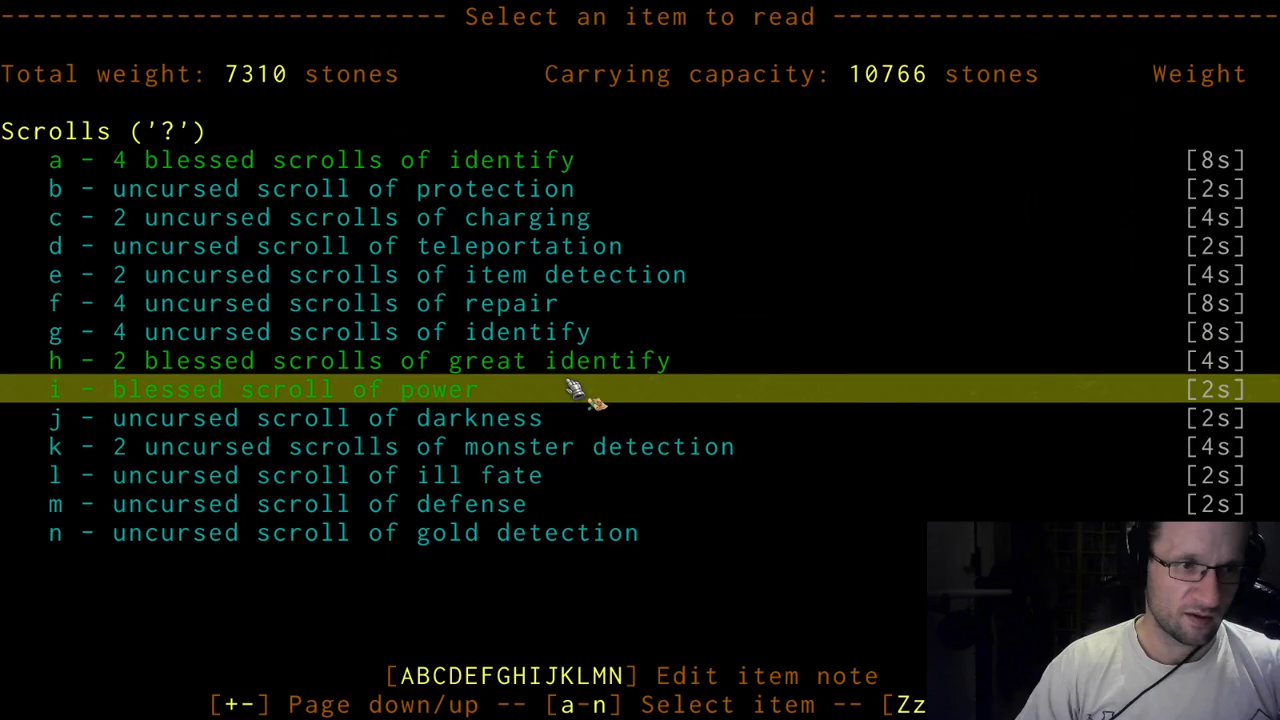 ---------------------------- Select an item to read ----------------------------
Total weight: 7310 stones Carrying capacity: 10766 stones Weight
Scrolls ('?')
a - 4 blessed scrolls of identify [8s]
b - uncursed scroll of protection [2s]
c - 2 uncursed scrolls of charging [4s]
d - uncursed scroll of teleportation [2s]
e - 2 uncursed scrolls of item detection [4s]
f - 4 uncursed scrolls of repair [8s]
g - 4 uncursed scrolls of identify [8s]
h - 2 blessed scrolls of great identify [4s]
i - blessed scroll of power [2s]
j - uncursed scroll of darkness [2s]
k - 2 uncursed scrolls of monster detection [4s]
l - uncursed scroll of ill fate [2s]
m - uncursed scroll of defense [2s]
n - uncursed scroll of gold detection
[ABCDEFGHIJKLMN] Edit item note
[+-] Page down/up -- [a-n] Select item -- [Zz